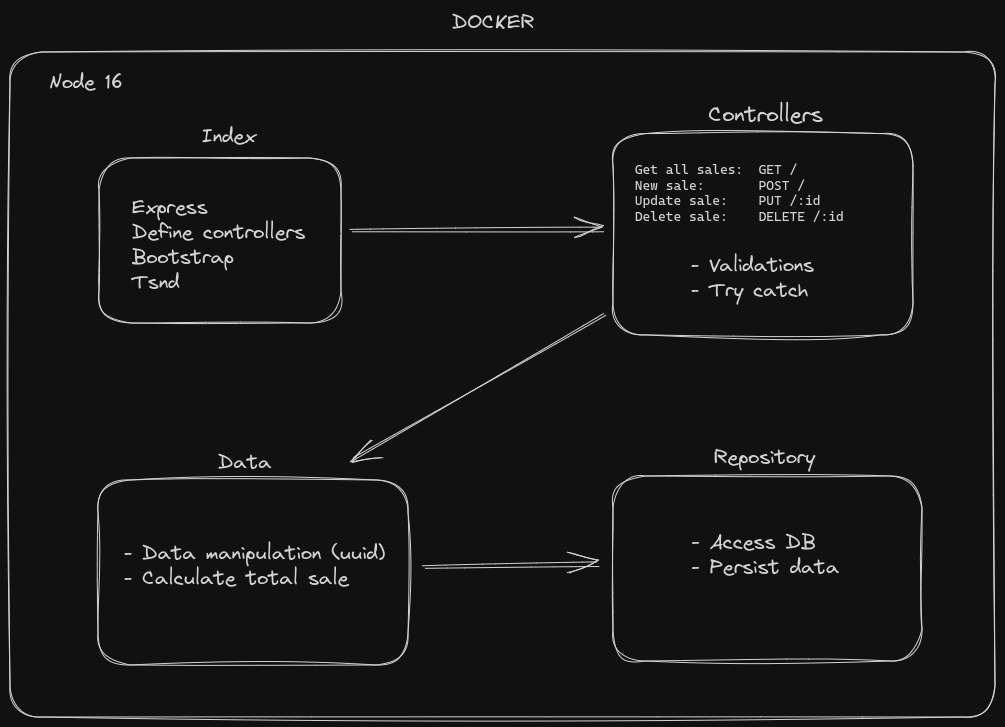 DOCKER
Node 16
Index
Express
Define controllers
Bootstrap
Tsnd
Controllers
Get all sales: GET /
New sale: POST /
Update sale: PUT /:id
Delete sale: DELETE /:id
- Validations
- Try catch
Data
- Data manipulation (uuid)
- Calculate total sale
Repository
- Access DB
- Persist data